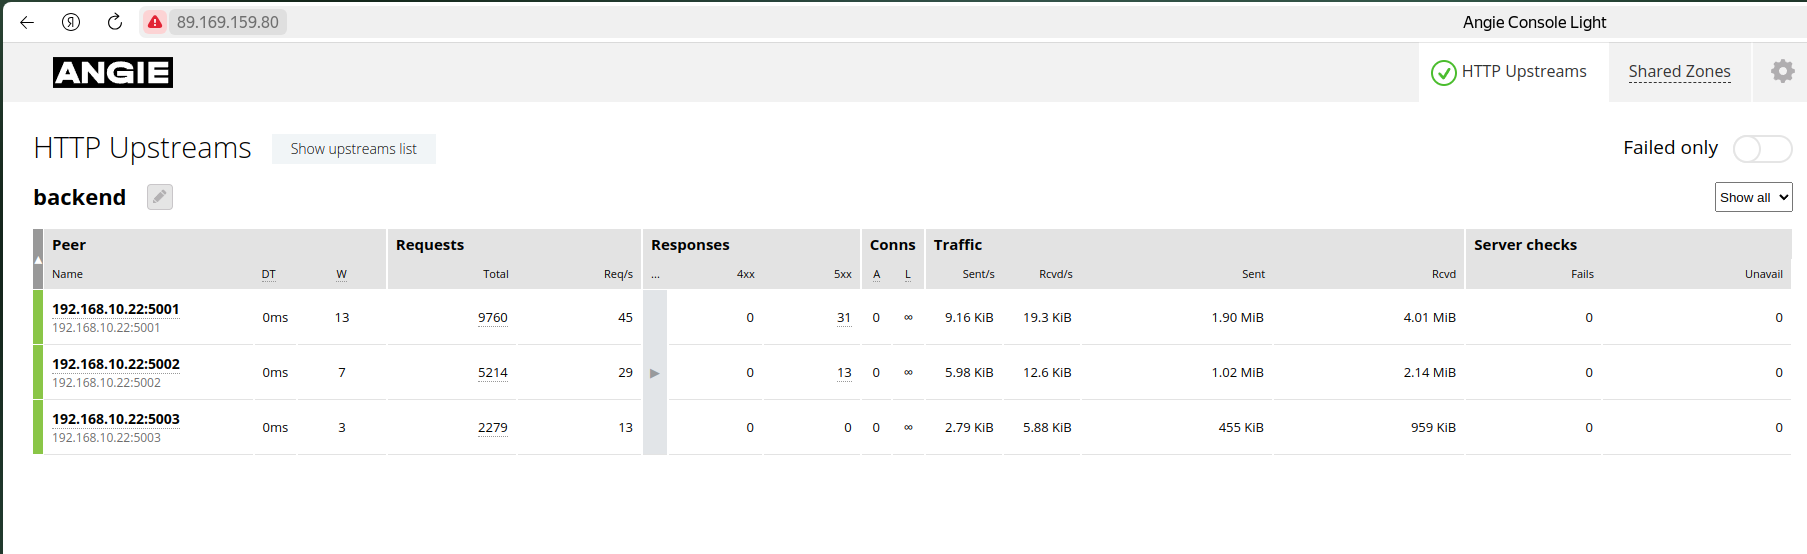 89.169.159.80
Angie Console Light
ANGIE
HTTP Upstreams
Shared Zones
HTTP Upstreams
Show upstreams list
Failed only
backend
Show all
Peer Requests Responses Conns Traffic Server checks
Name DT W Total Req/s ... 4xx 5xx A L Sent/s Rcvd/s Sent Rcvd Fails Unavail
192.168.10.22:5001 0ms 13 9760 45 0 31 0 ∞ 9.16 KiB 19.3 KiB 1.90 MiB 4.01 MiB 0 0
192.168.10.22:5001
192.168.10.22:5002 0ms 7 5214 29 0 13 0 ∞ 5.98 KiB 12.6 KiB 1.02 MiB 2.14 MiB 0 0
192.168.10.22:5002
192.168.10.22:5003 0ms 3 2279 13 0 0 0 ∞ 2.79 KiB 5.88 KiB 455 KiB 959 KiB 0 0
192.168.10.22:5003